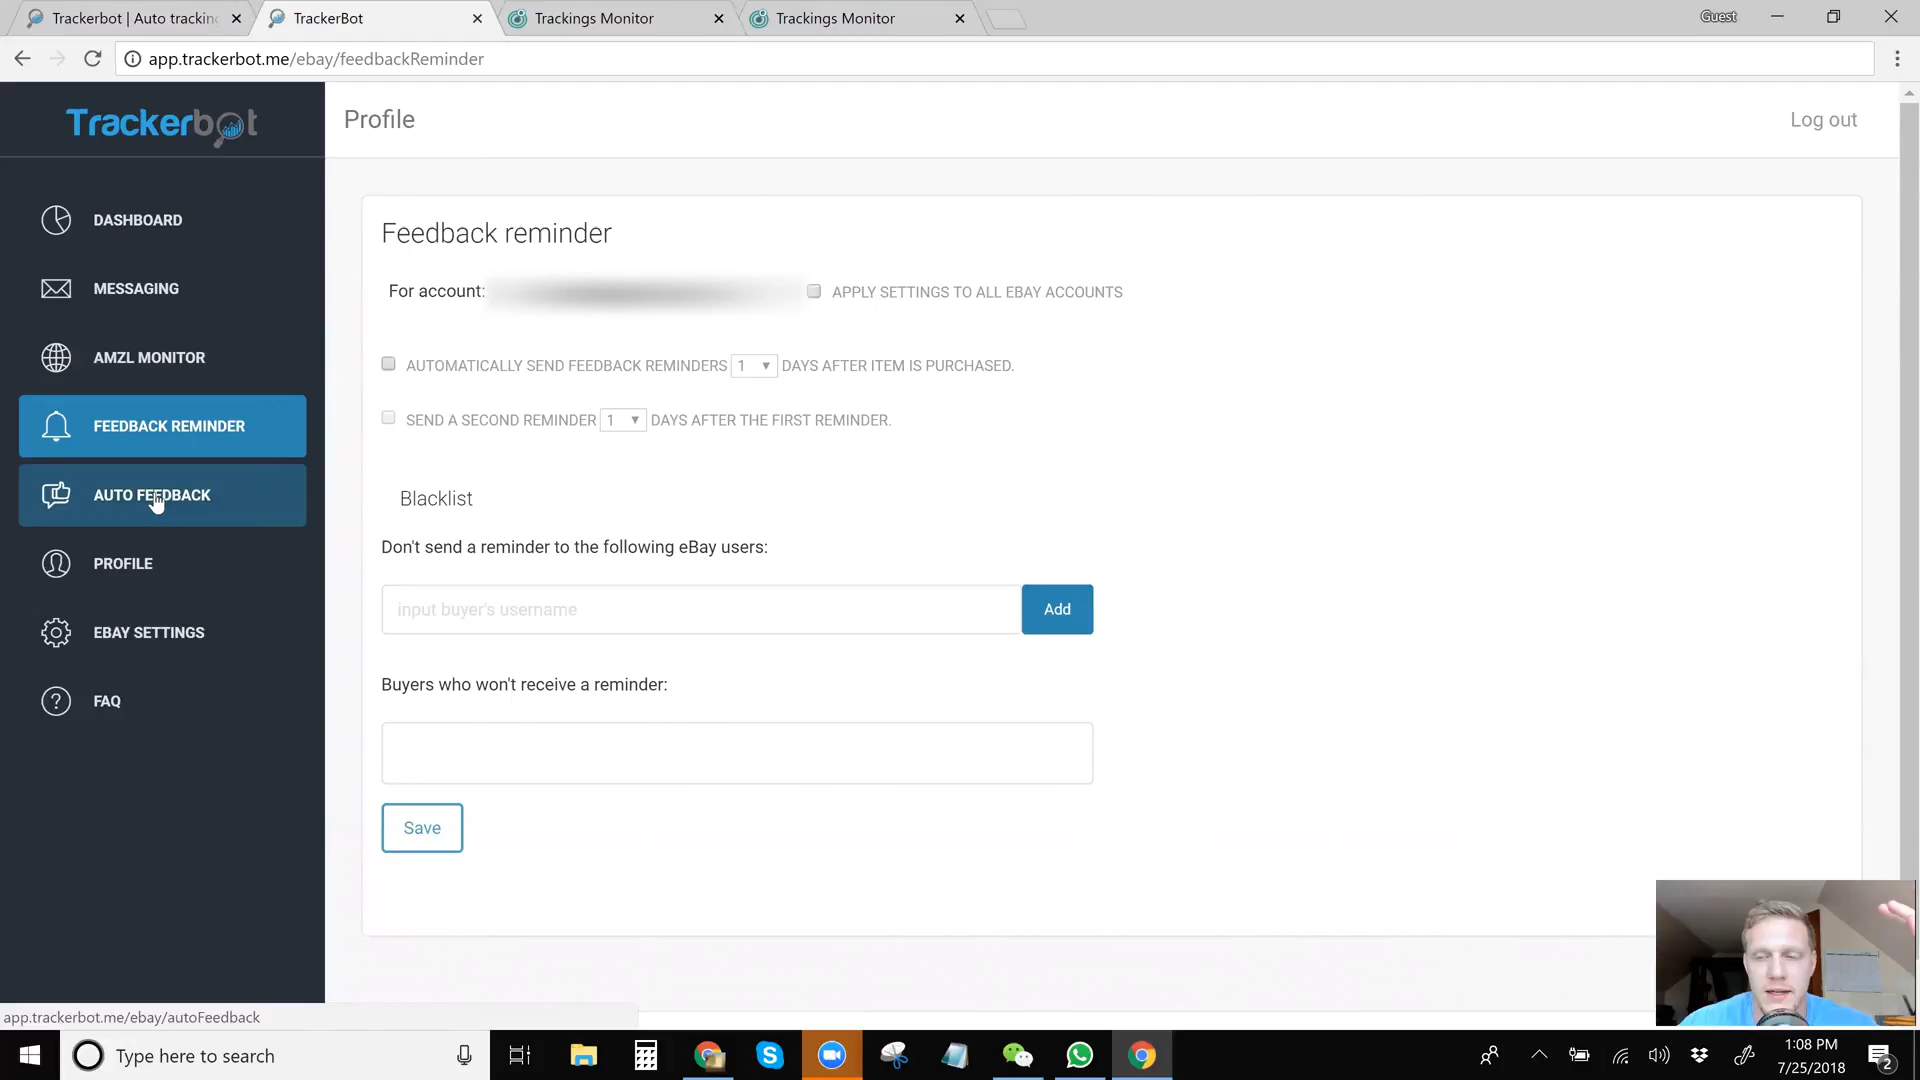 Trackerbot | Auto tracking
TrackerBot
Trackings Monitor
Trackings Monitor
Guest
app.trackerbot.me/ebay/feedbackReminder
Trackerbot
Profile
Log out
DASHBOARD
MESSAGING
AMZL MONITOR
FEEDBACK REMINDER
AUTO FEEDBACK
PROFILE
EBAY SETTINGS
FAQ
Feedback reminder
For account:
APPLY SETTINGS TO ALL EBAY ACCOUNTS
AUTOMATICALLY SEND FEEDBACK REMINDERS 1 DAYS AFTER ITEM IS PURCHASED.
SEND A SECOND REMINDER 1 DAYS AFTER THE FIRST REMINDER.
Blacklist
Don't send a reminder to the following eBay users:
input buyer's username
Add
Buyers who won't receive a reminder:
Save
app.trackerbot.me/ebay/autoFeedback
Type here to search
1:08 PM
7/25/2018
2